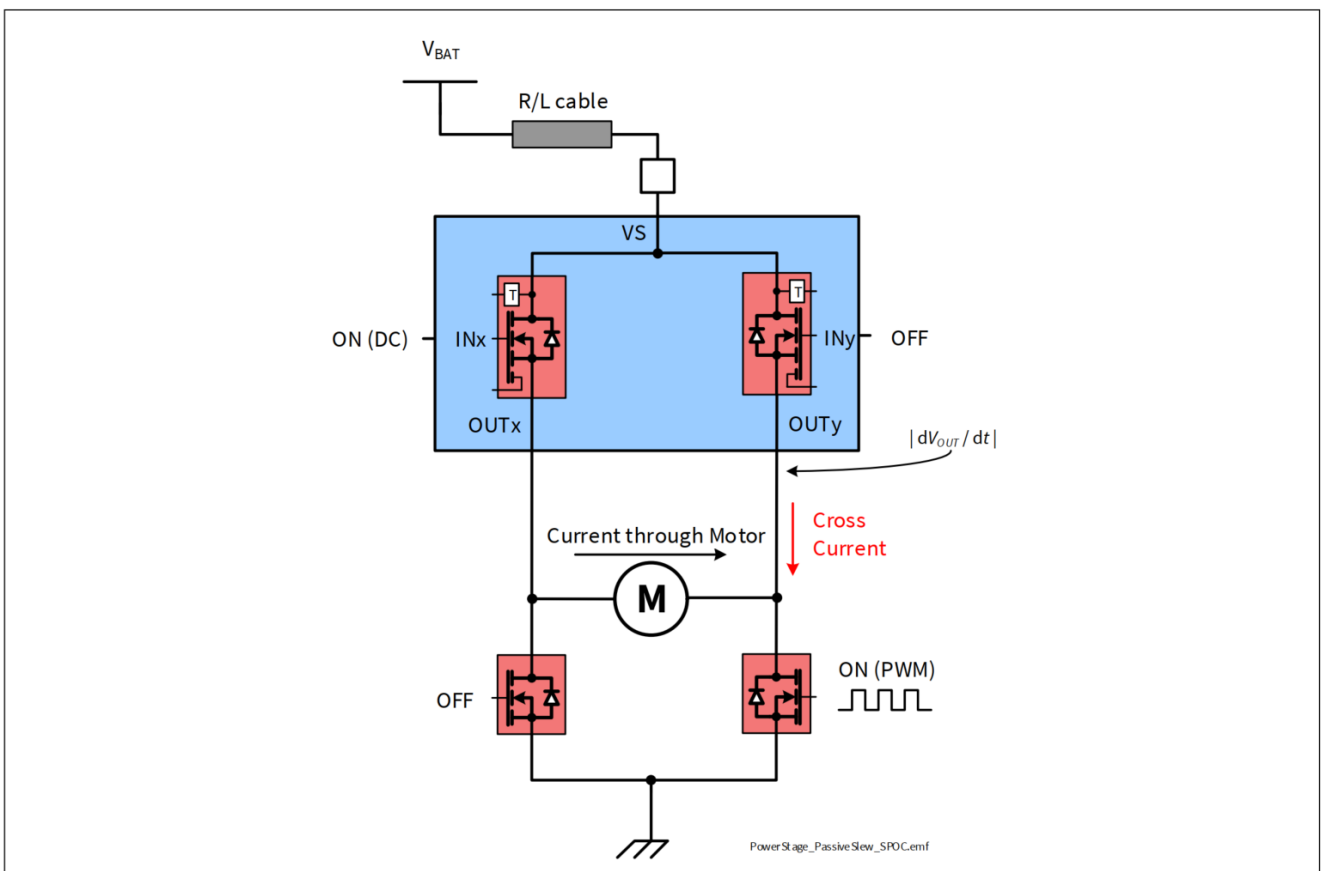 VBAT
R/L cable
VS
T
T
ON (DC)
INx
INy
OFF
OUTx
OUTy
|dVOUT / dt|
Cross
Current
Current through Motor
M
OFF
ON (PWM)
PowerStage_PassiveSlew_SPOC.emf